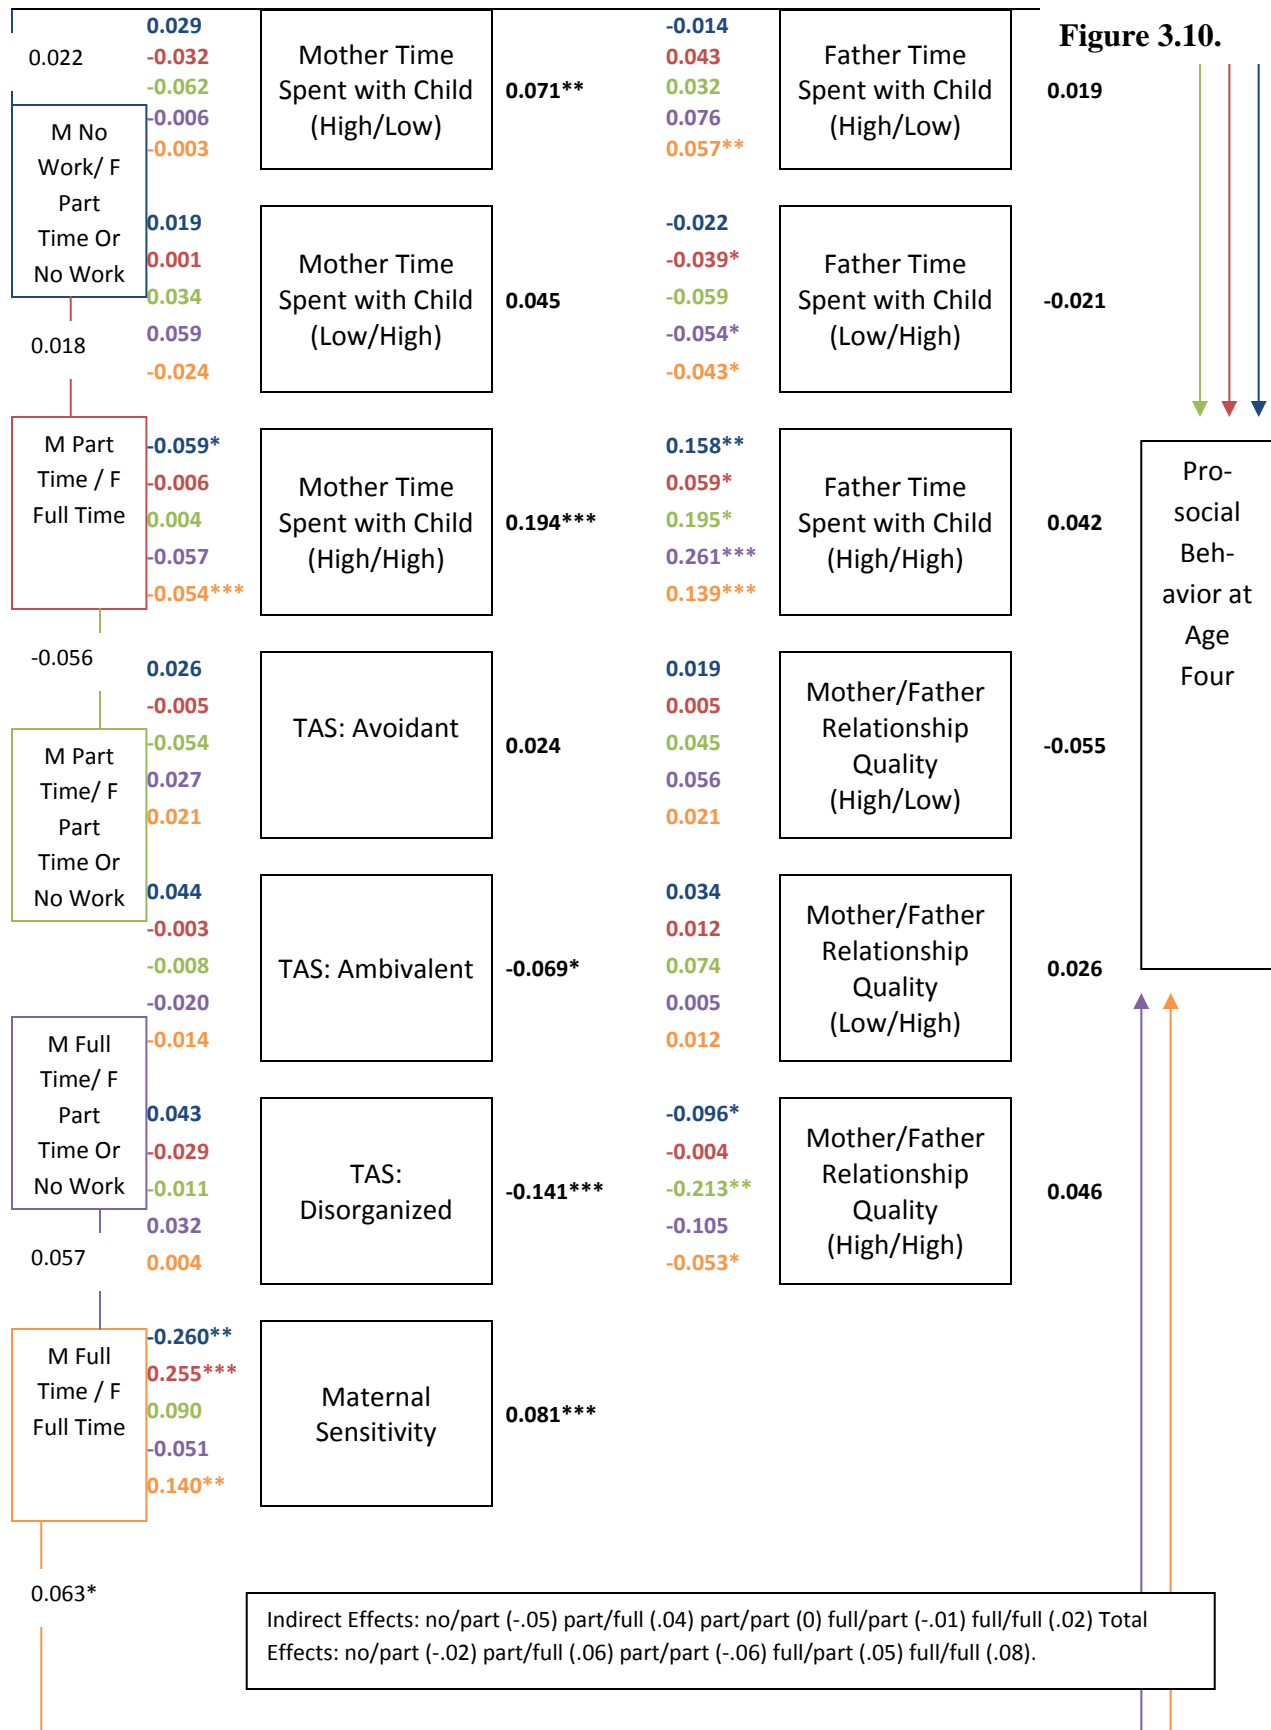 Figure 3.10.
0.022
M No
Work/ F
Part
Time Or
No Work
0.018
M Part
Time / F
Full Time
-0.056
M Part
Time/ F
Part
Time Or
No Work
M Full
Time/ F
Part
Time Or
No Work
0.057
M Full
Time / F
Full Time
0.063*
0.029
-0.032
-0.062
-0.006
-0.003
Mother Time
Spent with Child
(High/Low)
0.071**
0.019
0.001
0.034
0.059
-0.024
Mother Time
Spent with Child
(Low/High)
0.045
-0.059*
-0.006
0.004
-0.057
-0.054***
Mother Time
Spent with Child
(High/High)
0.194***
0.026
-0.005
-0.054
0.027
0.021
TAS: Avoidant
0.024
0.044
-0.003
-0.008
-0.020
-0.014
TAS: Ambivalent
-0.069*
0.043
-0.029
-0.011
0.032
0.004
TAS:
Disorganized
-0.141***
-0.260**
0.255***
0.090
-0.051
0.140**
Maternal
Sensitivity
0.081***
-0.014
0.043
0.032
0.076
0.057**
Father Time
Spent with Child
(High/Low)
0.019
-0.022
-0.039*
-0.059
-0.054*
-0.043*
Father Time
Spent with Child
(Low/High)
-0.021
0.158**
0.059*
0.195*
0.261***
0.139***
Father Time
Spent with Child
(High/High)
0.042
0.019
0.005
0.045
0.056
0.021
Mother/Father
Relationship
Quality
(High/Low)
-0.055
0.034
0.012
0.074
0.005
0.012
Mother/Father
Relationship
Quality
(Low/High)
0.026
-0.096*
-0.004
-0.213**
-0.105
-0.053*
Mother/Father
Relationship
Quality
(High/High)
0.046
Pro-
social
Beh-
avior at
Age
Four
Indirect Effects: no/part (-.05) part/full (.04) part/part (0) full/part (-.01) full/full (.02) Total
Effects: no/part (-.02) part/full (.06) part/part (-.06) full/part (.05) full/full (.08).